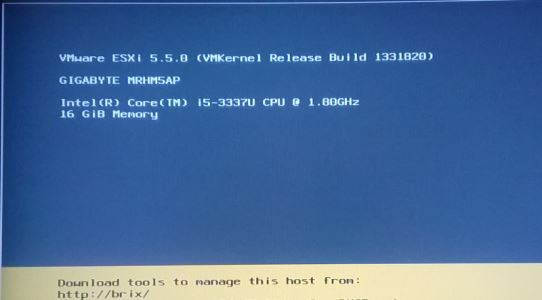 VMware ESXi 5.5.0 (VMKernel Release Build 1331820)
GIGABYTE MRHM5AP
Intel(R) Core(TM) i5-3337U CPU @ 1.80GHz
16 GiB Memory
Download tools to manage this host from:
http://brix/